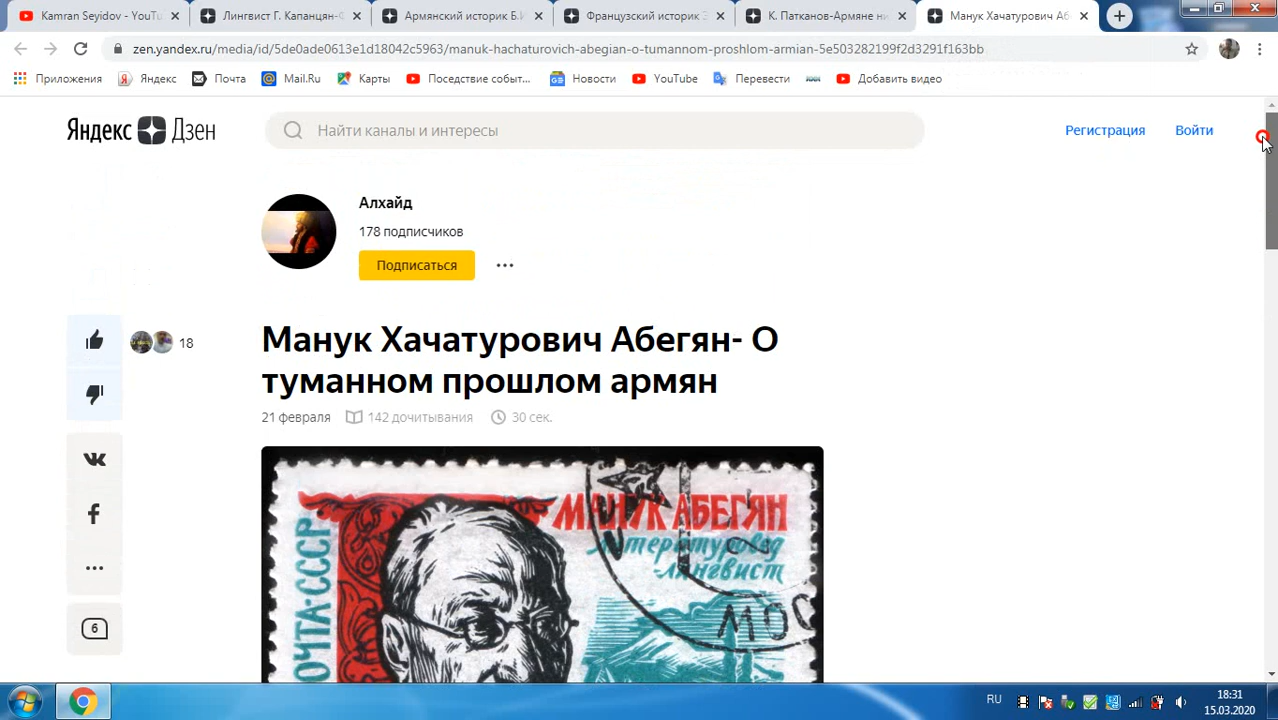 Kamran Seyidov - YouTu
Лингвист Г. Капанцян-
Армянский историк Б.
Французский историк
К. Патканов-Армяне ни
Манук Хачатурович Аб
zen.yandex.ru/media/id/5de0ade0613e1d18042c5963/manuk-hachaturovich-abegian-o-tumannom-proshlom-armian-5e503282199f2d3291f163bb
Приложения
Яндекс
Почта
Mail.Ru
Карты
Поседствие событ...
Новости
YouTube
Перевести
Добавить видео
Яндекс Дзен
Найти каналы и интересы
Регистрация
Войти
Алхайд
178 подписчиков
Подписаться
18
Манук Хачатурович Абегян- О
туманном прошлом армян
21 февраля
142 дочитывания
30 сек.
МАНУК АБЕГЯН
литературовед
-лингвист
ПОЧТА·СССР
МОС
6
RU
18:31
15.03.2020